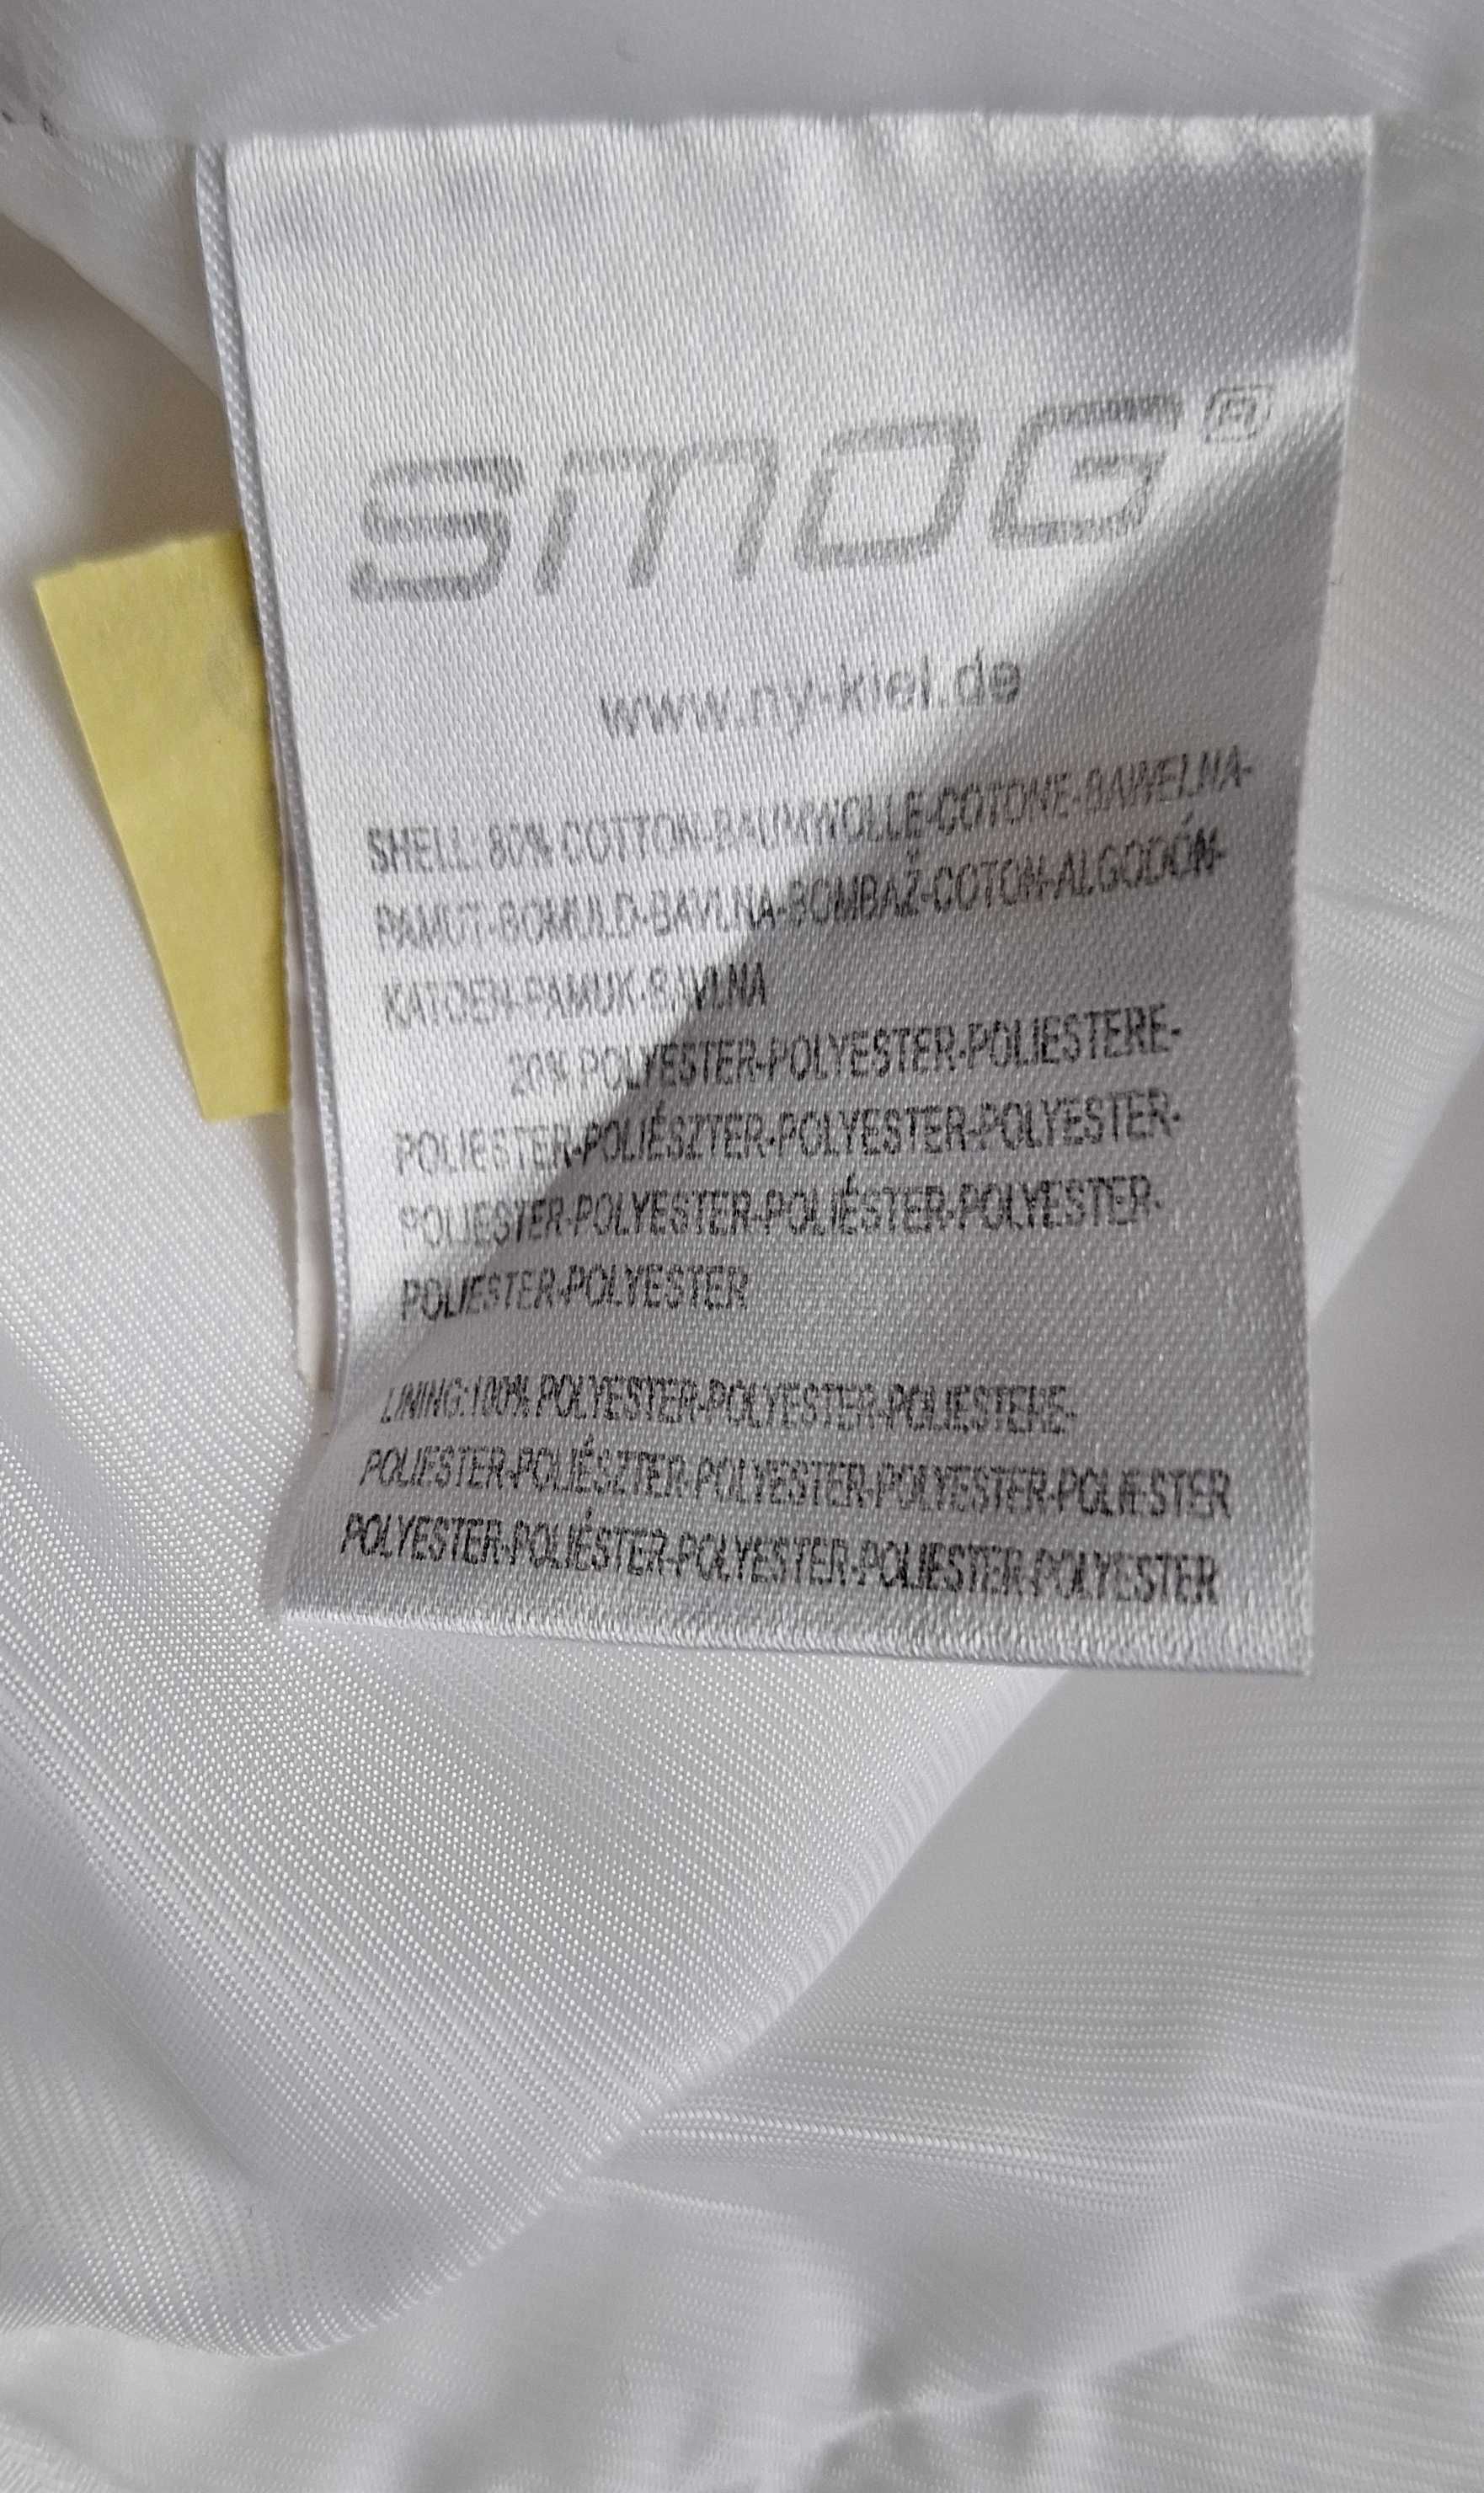 SMOG®
www.ny-kiel.de
SHELL: 80% COTTON-BAUMWOLLE-COTONE-BAWELNA-
PAMUT-BOMULD-BAVLNA-BOMBAŽ-COTON-ALGODÓN-
KATOEN-PAMUK-BAVLNA
20% POLYESTER-POLYESTER-POLIESTERE-
POLIESTER-POLIÉSZTER-POLYESTER-POLYESTER-
POLIESTER-POLYESTER-POLIÉSTER-POLYESTER-
POLIESTER-POLYESTER
LINING:100% POLYESTER-POLYESTER-POLIESTERE-
POLIESTER-POLIÉSZTER-POLYESTER-POLYESTER-POLIESTER
POLYESTER-POLIÉSTER-POLYESTER-POLIESTER-POLYESTER